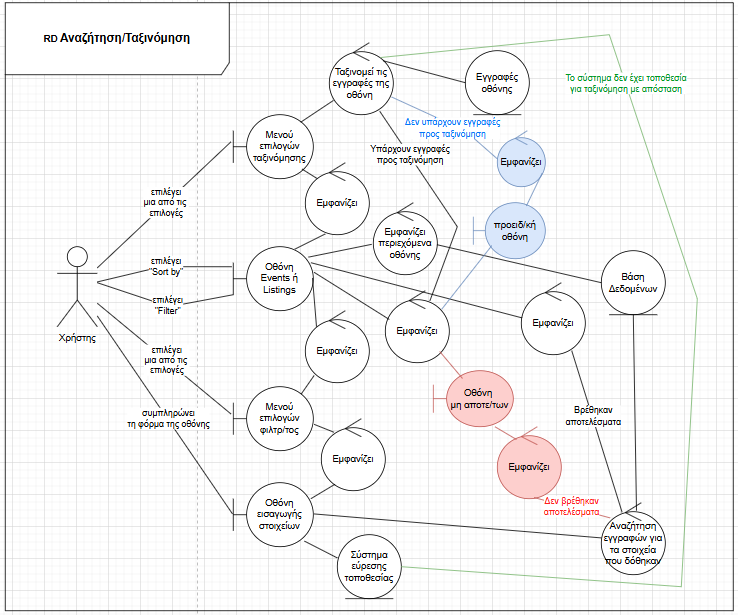 RD Αναζήτηση/Ταξινόμηση
Ταξινομεί τις
εγγραφές της
οθόνη
Εγγραφές
οθόνης
Το σύστημα δεν έχει τοποθεσία
για ταξινόμηση με απόσταση
Δεν υπάρχουν εγγραφές
προς ταξινόμηση
Μενού
επιλογών
ταξινόμησης
Υπάρχουν εγγραφές
προς ταξινόμηση
Εμφανίζει
επιλέγει
μια από τις
επιλογές
Εμφανίζει
προειδ/κή
οθόνη
Εμφανίζει
περιεχόμενα
οθόνης
επιλέγει
"Sort by"
Οθόνη
Events ή
Listings
Βάση
Δεδομένων
επιλέγει
"Filter"
Χρήστης
Εμφανίζει
Εμφανίζει
Εμφανίζει
επιλέγει
μια από τις
επιλογές
Οθόνη
μη αποτε/των
συμπληρώνει
τη φόρμα της οθόνης
Μενού
επιλογών
φιλτρ/τος
Βρέθηκαν
αποτελέσματα
Εμφανίζει
Εμφανίζει
Δεν βρέθηκαν
αποτελέσματα
Οθόνη
εισαγωγής
στοιχείων
Αναζήτηση
εγγραφών για
τα στοιχεία
που δόθηκαν
Σύστημα
εύρεσης
τοποθεσίας